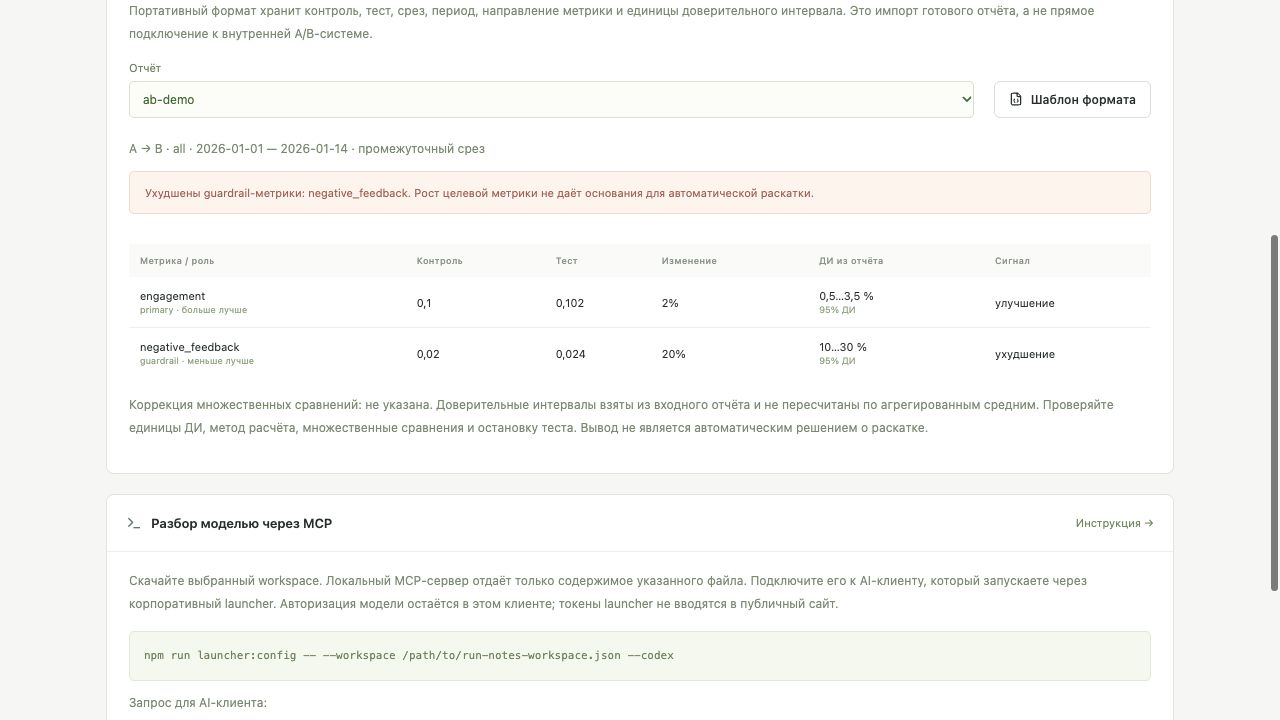 Портативный формат хранит контроль, тест, срез, период, направление метрики и единицы доверительного интервала. Это импорт готового отчёта, а не прямое
подключение к внутренней A/B-системе.
Отчёт
ab-demo
Шаблон формата
A → B · all · 2026-01-01 — 2026-01-14 · промежуточный срез
Ухудшены guardrail-метрики: negative_feedback. Рост целевой метрики не даёт основания для автоматической раскатки.
Метрика / роль Контроль Тест Изменение ДИ из отчёта Сигнал
engagement 0,1 0,102 2% 0,5…3,5 % улучшение
primary · больше лучше 95% ДИ
negative_feedback 0,02 0,024 20% 10…30 % ухудшение
guardrail · меньше лучше 95% ДИ
Коррекция множественных сравнений: не указана. Доверительные интервалы взяты из входного отчёта и не пересчитаны по агрегированным средним. Проверяйте
единицы ДИ, метод расчёта, множественные сравнения и остановку теста. Вывод не является автоматическим решением о раскатке.
Разбор моделью через MCP
Инструкция →
Скачайте выбранный workspace. Локальный MCP-сервер отдаёт только содержимое указанного файла. Подключите его к AI-клиенту, который запускаете через
корпоративный launcher. Авторизация модели остаётся в этом клиенте; токены launcher не вводятся в публичный сайт.
npm run launcher:config -- --workspace /path/to/run-notes-workspace.json --codex
Запрос для AI-клиента: